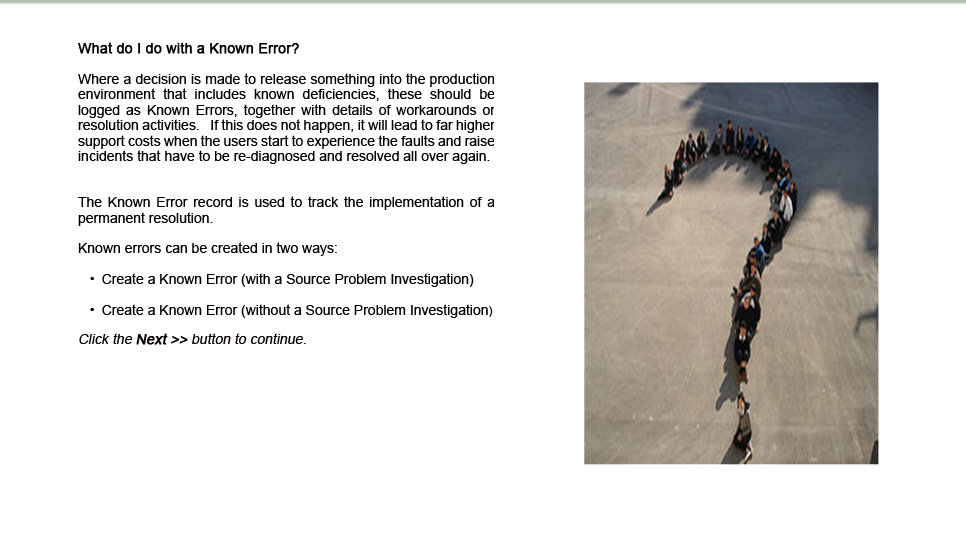 What do I do with a Known Error?
Where a decision is made to release something into the production
environment that includes known deficiencies, these should be
logged as Known Errors, together with details of workarounds or
resolution activities.   If this does not happen, it will lead to far higher
support costs when the users start to experience the faults and raise
incidents that have to be re-diagnosed and resolved all over again.
The Known Error record is used to track the implementation of a
permanent resolution.
Known errors can be created in two ways:
• Create a Known Error (with a Source Problem Investigation)
• Create a Known Error (without a Source Problem Investigation)
Click the Next >> button to continue.